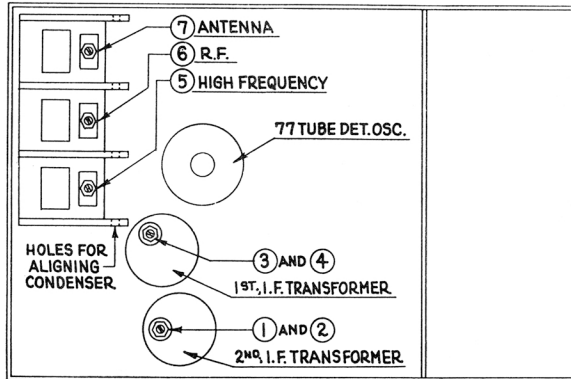 7 ANTENNA
6 R.F.
5 HIGH FREQUENCY
77 TUBE DET. OSC.
HOLES FOR
ALIGNING
CONDENSER
3 AND 4
1ST. I.F. TRANSFORMER
1 AND 2
2ND. I.F. TRANSFORMER